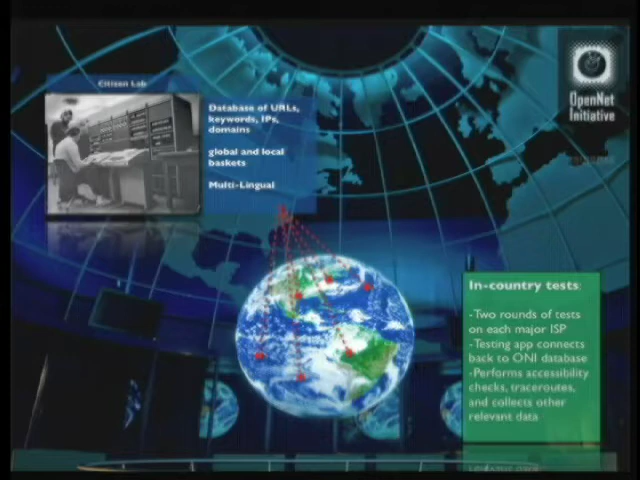 Citizen Lab
Database of URLs,
keywords, IPs,
domains
global and local
baskets
Multi-Lingual
OpenNet
Initiative
In-country tests:
-Two rounds of tests
on each major ISP
-Testing app connects
back to ONI database
-Performs accessibility
checks, traceroutes,
and collects other
relevant data